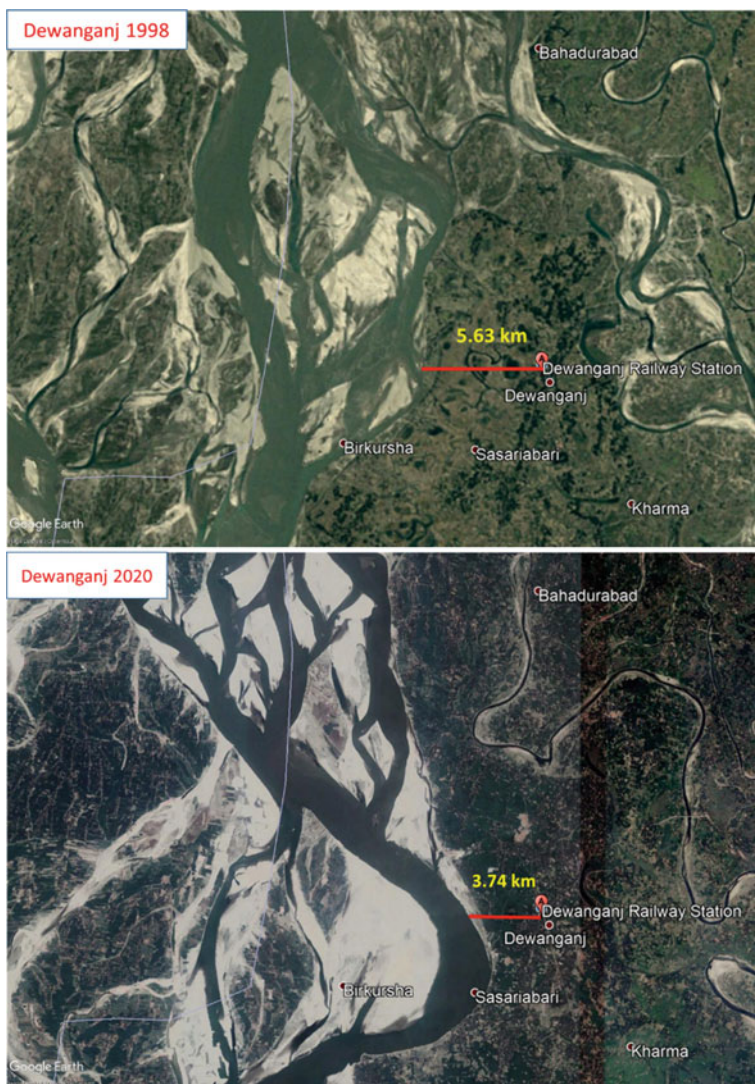 Dewanganj 1998
Bahadurabad
5.63 km
A
Dewanganj Railway Station
Dewanganj
Birkursha
Sasariabari
Kharma
Google Earth
Dewanganj 2020
Bahadurabad
3.74 km
A
Dewanganj Railway Station
Dewanganj
Birkursha
Sasariabari
Kharma
Google Earth